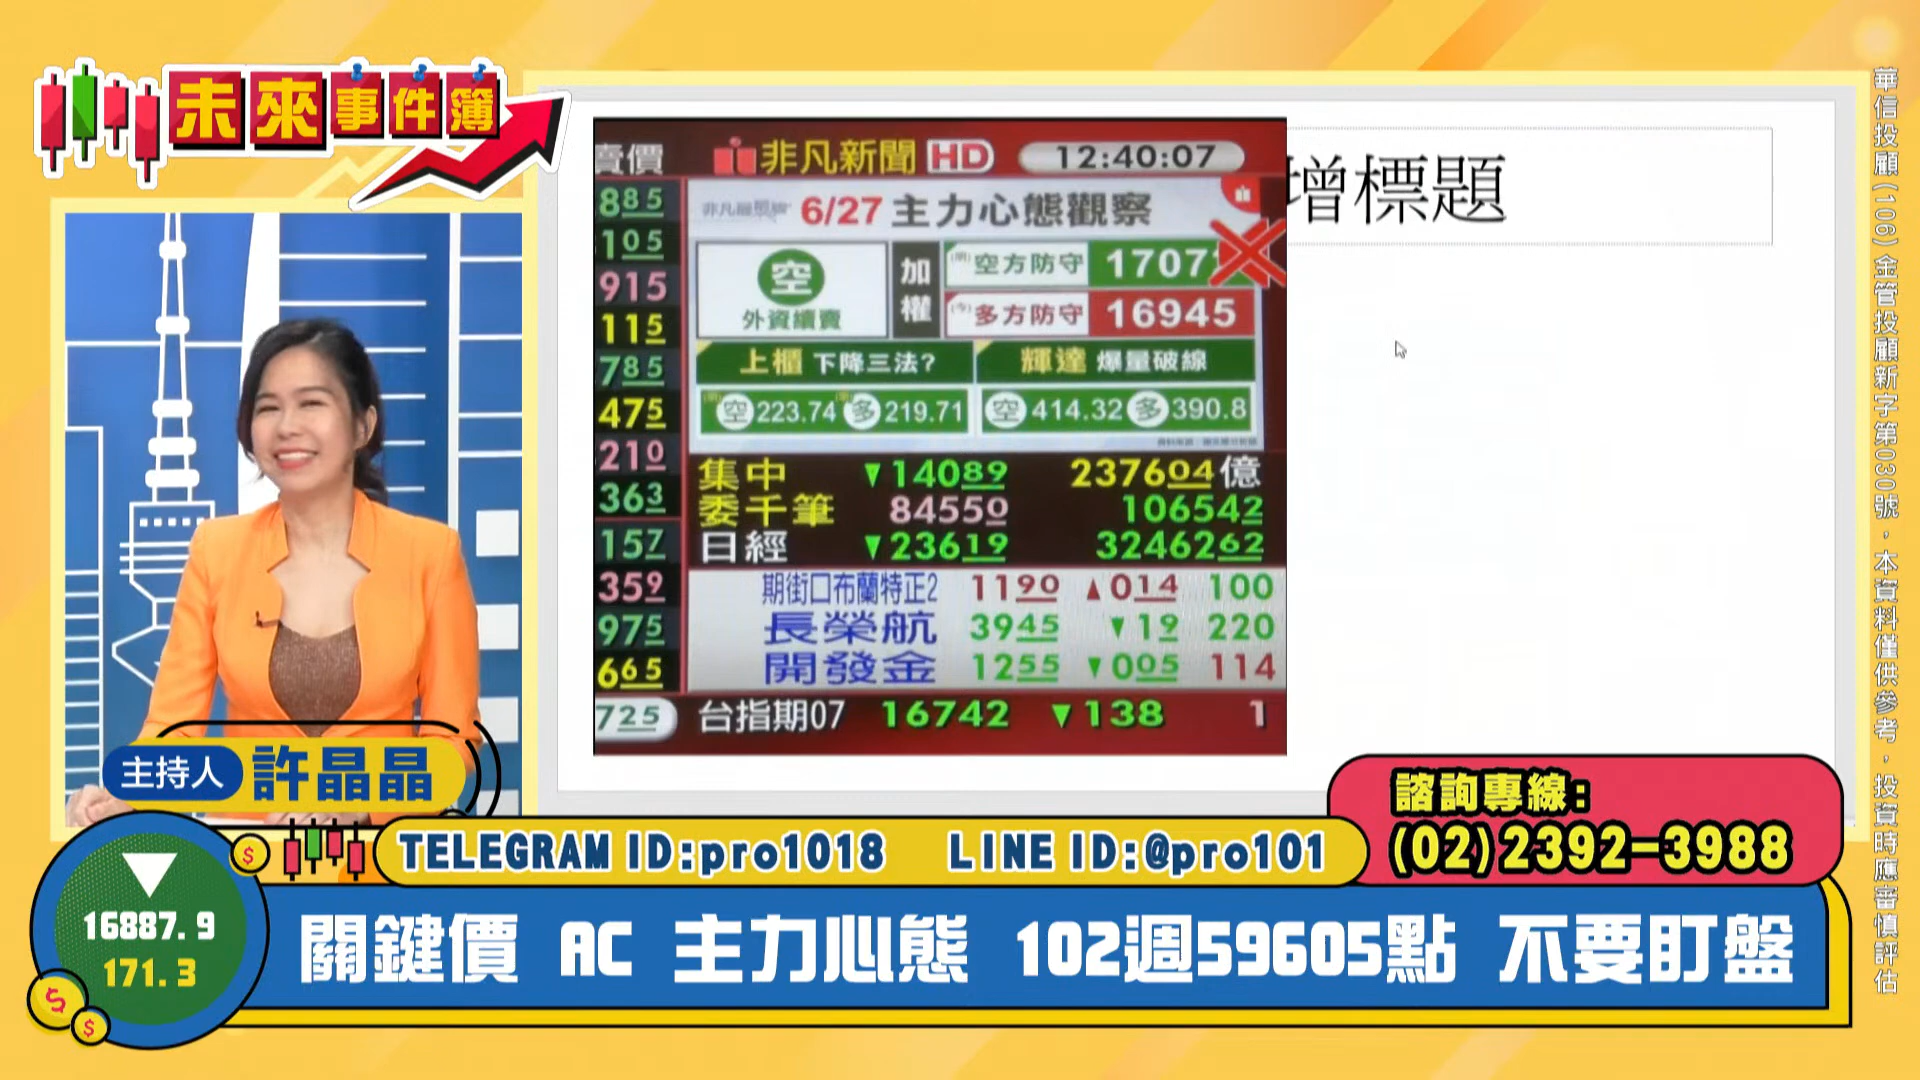 未來事件簿
增標題
賣價
非凡新聞 HD
12:40:07
6/27 主力心態觀察
空
外資續賣
加權
空方防守 1707
多方防守 16945
上櫃 下降三法?
輝達 爆量破線
空 223.74 多 219.71
空 414.32 多 390.8
集中 ▼14089 237604億
委千筆 84550 106542
日經 ▼23619 3246262
期街口布蘭特正2 1190 ▲014 100
長榮航 3945 ▼19 220
開發金 1255 ▼005 114
台指期07 16742 ▼138 1
885
105
915
115
785
475
210
363
157
359
975
665
725
主持人 許晶晶
TELEGRAM ID:pro1018 LINE ID:@pro101
諮詢專線:
(02)2392-3988
▼
16887.9
171.3
關鍵價 AC 主力心態 102週59605點 不要盯盤
華信投顧(106)金管投顧新字第030號，本資料僅供參考，投資時應審慎評估